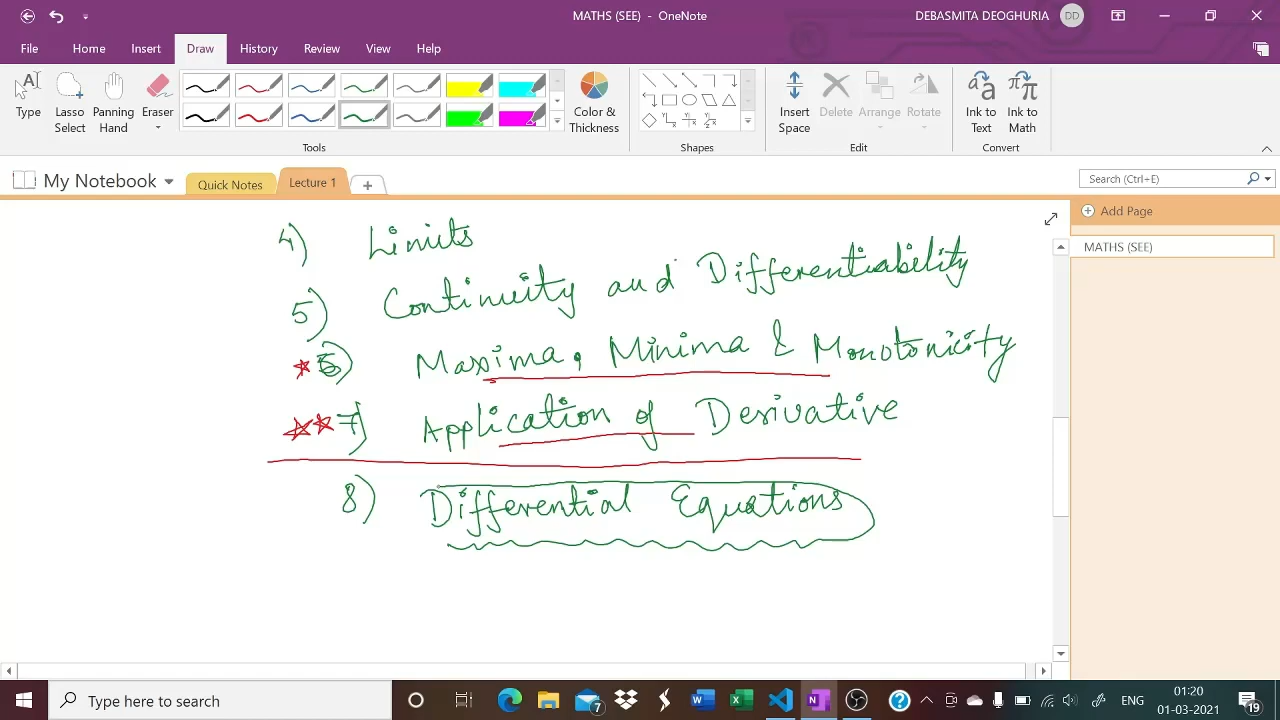 MATHS (SEE) - OneNote
DEBASMITA DEOGHURIA DD
File Home Insert Draw History Review View Help
Type
Lasso Select
Panning Hand
Eraser
Color & Thickness
Insert Space
Delete
Arrange
Rotate
Ink to Text
Ink to Math
Tools Shapes Edit Convert
My Notebook
Quick Notes
Lecture 1
Search (Ctrl+E)
Add Page
MATHS (SEE)
4) Limits
5) Continuity and Differentiability
6) Maxima, Minima & Monotonicity
7) Application of Derivative
8) Differential Equations
Type here to search
7
ENG
01:20
01-03-2021
19